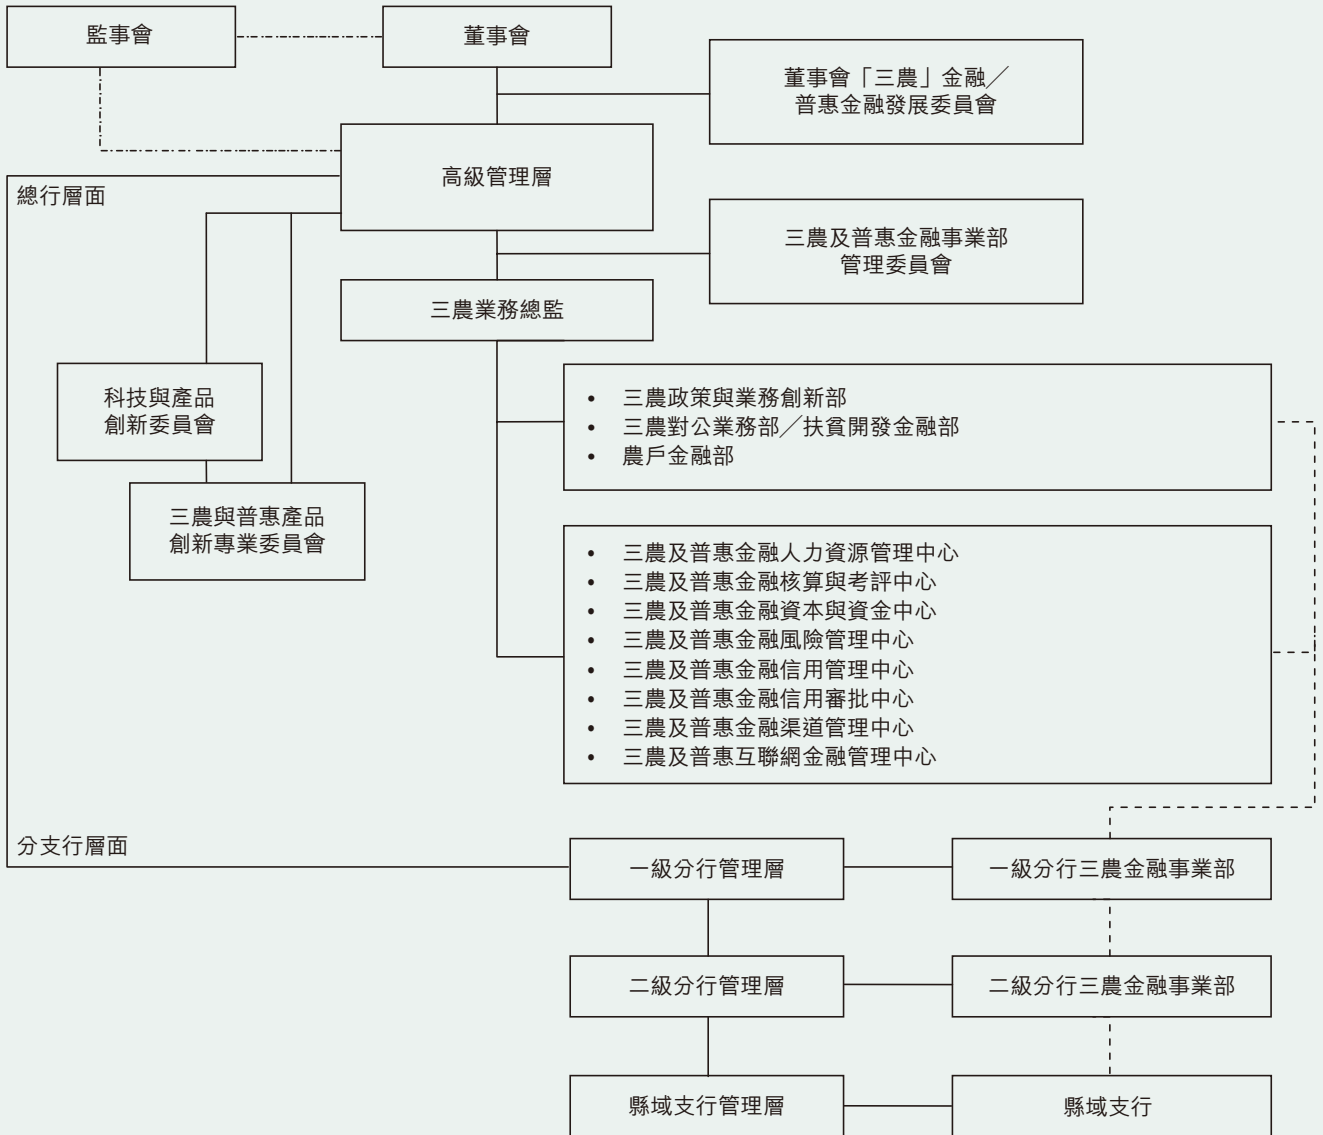 監事會
董事會
董事會「三農」金融／
普惠金融發展委員會
高級管理層
總行層面
三農及普惠金融事業部
管理委員會
三農業務總監
科技與產品
創新委員會
三農與普惠產品
創新專業委員會
• 三農政策與業務創新部
• 三農對公業務部／扶貧開發金融部
• 農戶金融部
• 三農及普惠金融人力資源管理中心
• 三農及普惠金融核算與考評中心
• 三農及普惠金融資本與資金中心
• 三農及普惠金融風險管理中心
• 三農及普惠金融信用管理中心
• 三農及普惠金融信用審批中心
• 三農及普惠金融渠道管理中心
• 三農及普惠互聯網金融管理中心
分支行層面
一級分行管理層
一級分行三農金融事業部
二級分行管理層
二級分行三農金融事業部
縣域支行管理層
縣域支行